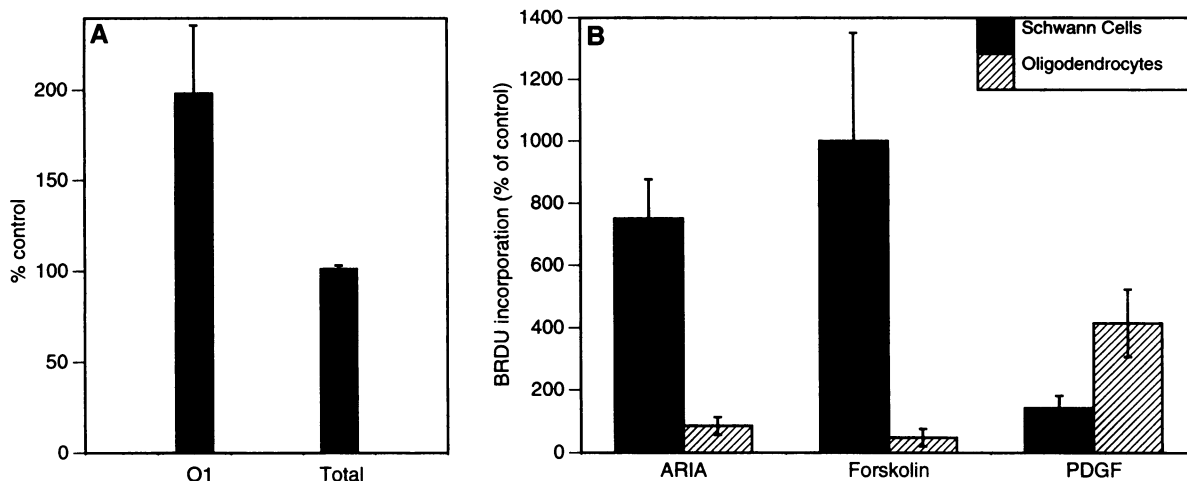 A
% control
200
150
100
50
0
O1
Total
B
BRDU incorporation (% of control)
1400
1200
1000
800
600
400
200
0
Schwann Cells
Oligodendrocytes
ARIA
Forskolin
PDGF